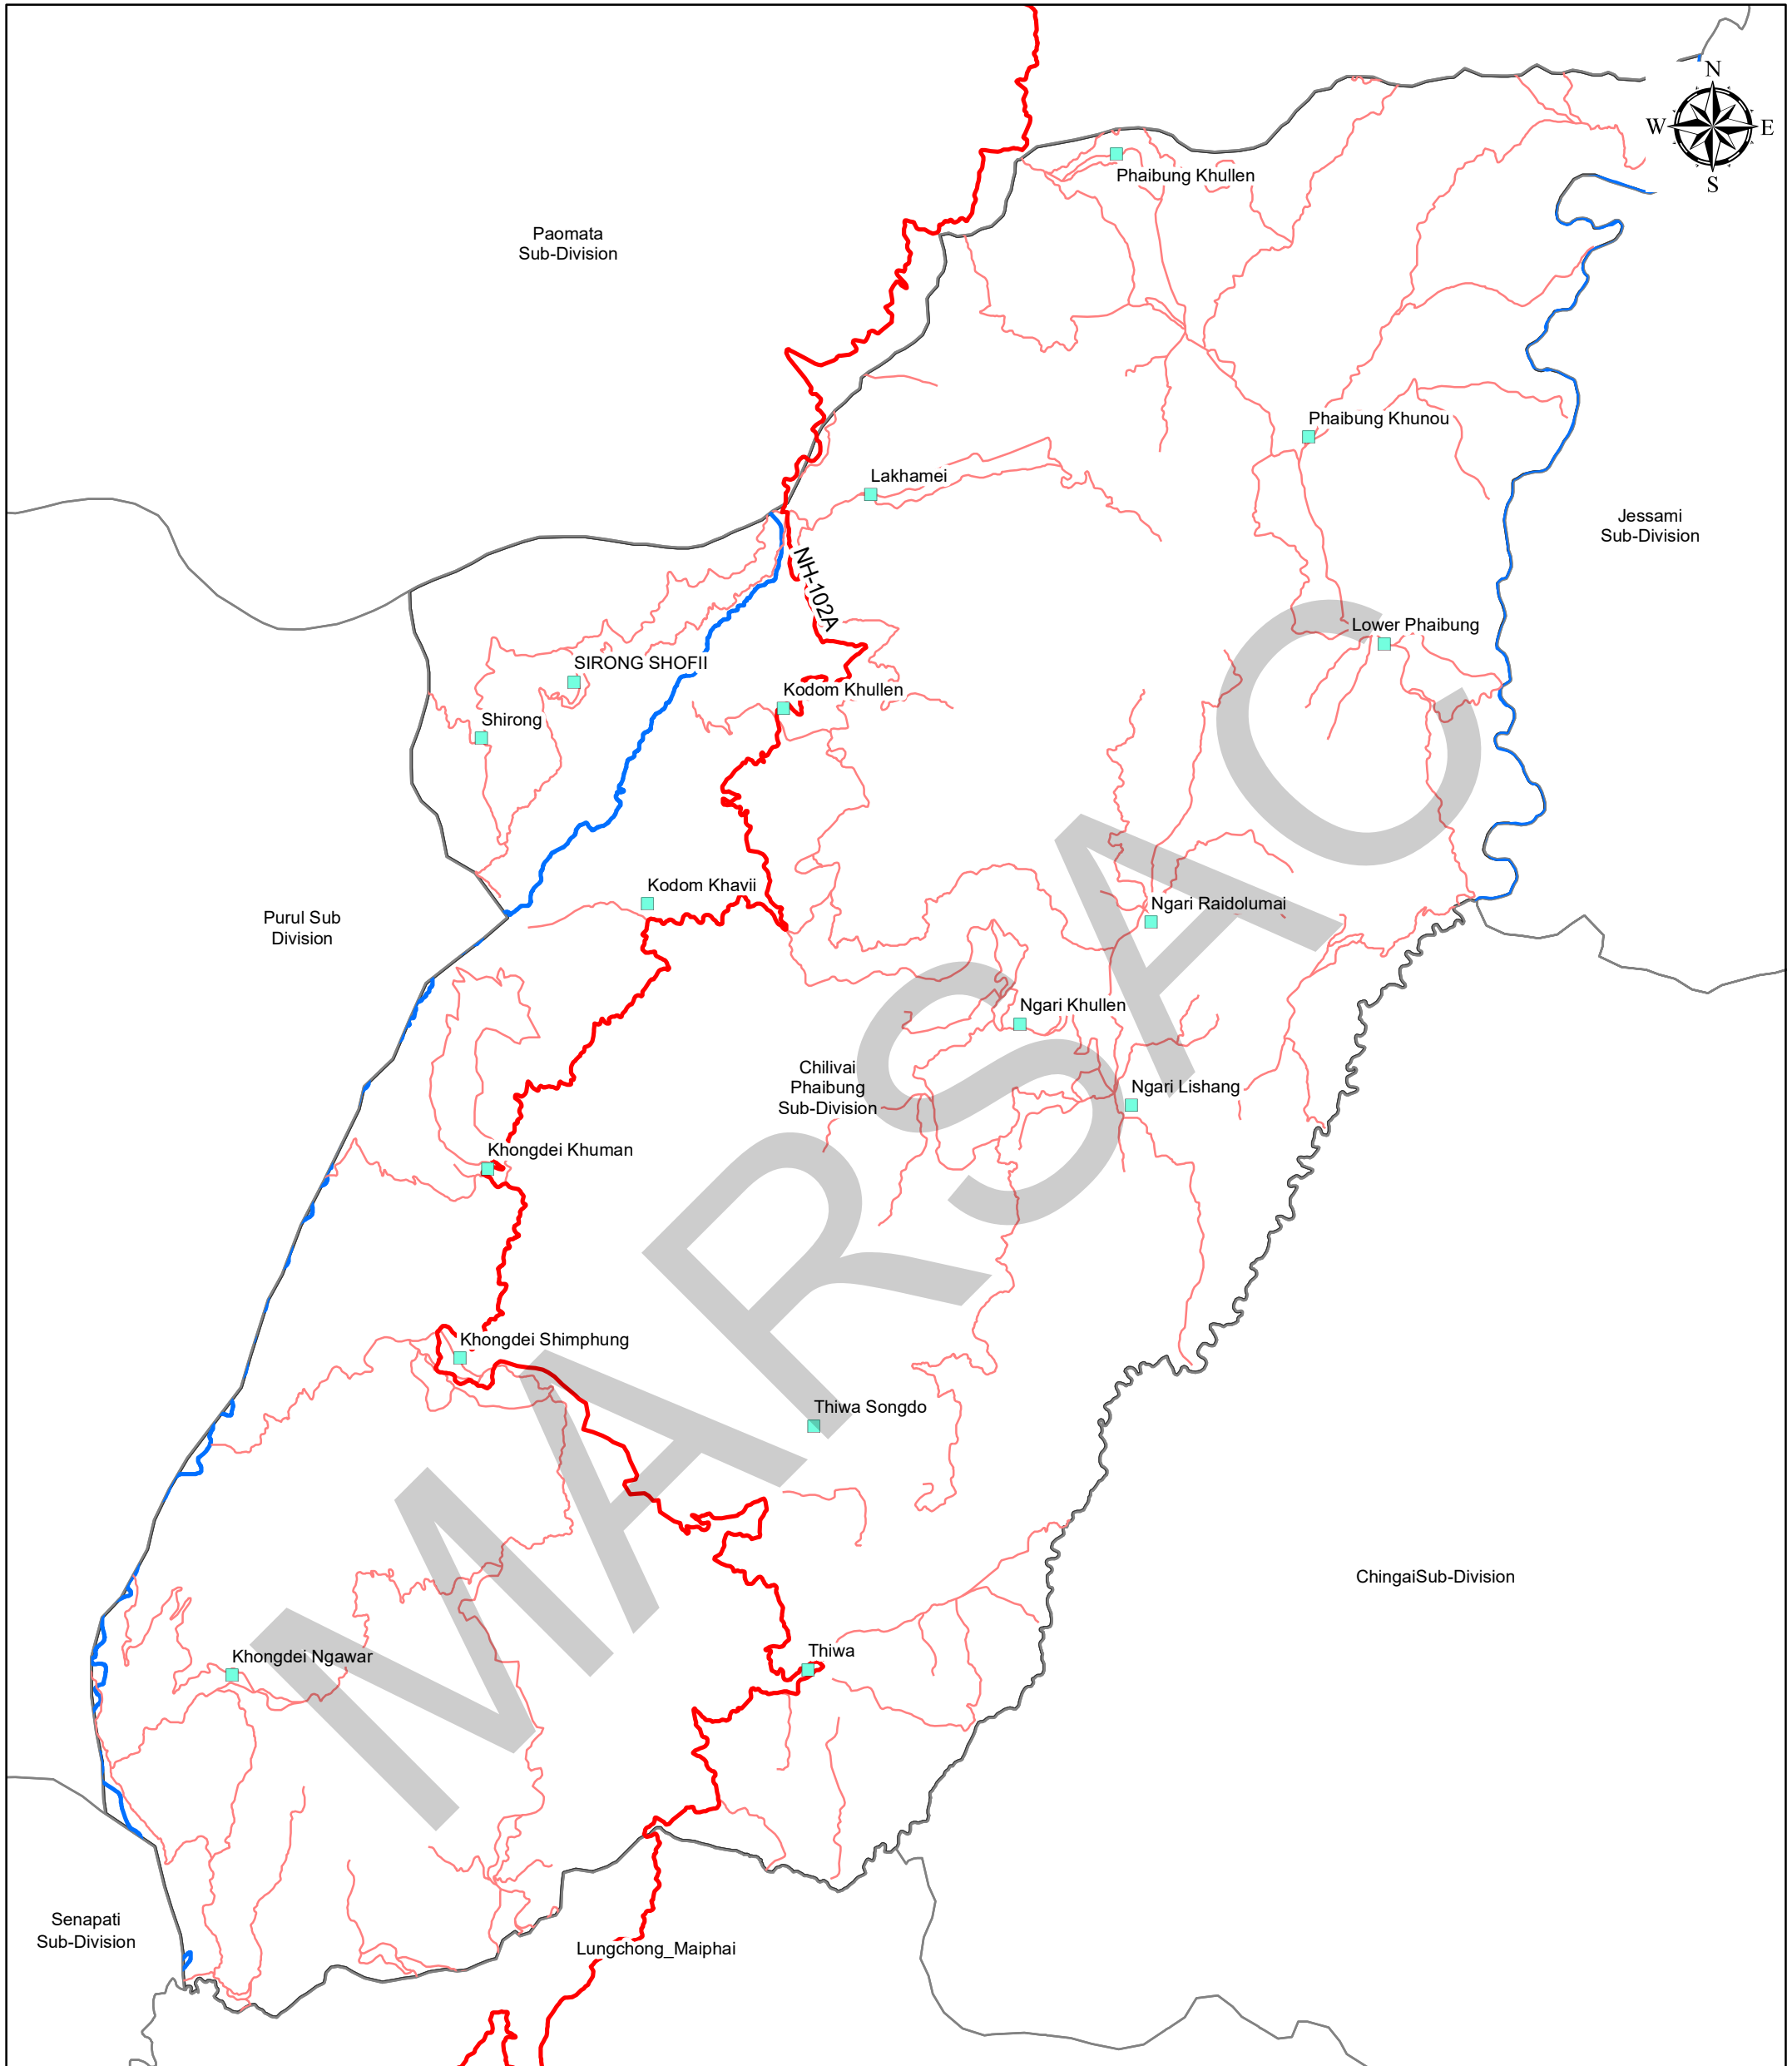 N
W
E
S
Phaibung Khullen
Paomata
Sub-Division
Phaibung Khunou
Lakhamei
Jessami
Sub-Division
NH-102A
Lower Phaibung
SIRONG SHOFII
Kodom Khullen
Shirong
Kodom Khavii
Ngari Raidolumai
Purul Sub
Division
Ngari Khullen
Chilivai
Phaibung
Sub-Division
Ngari Lishang
Khongdei Khuman
Khongdei Shimphung
Thiwa Songdo
ChingaiSub-Division
Thiwa
Khongdei Ngawar
Senapati
Sub-Division
Lungchong_Maiphai
MARSAC